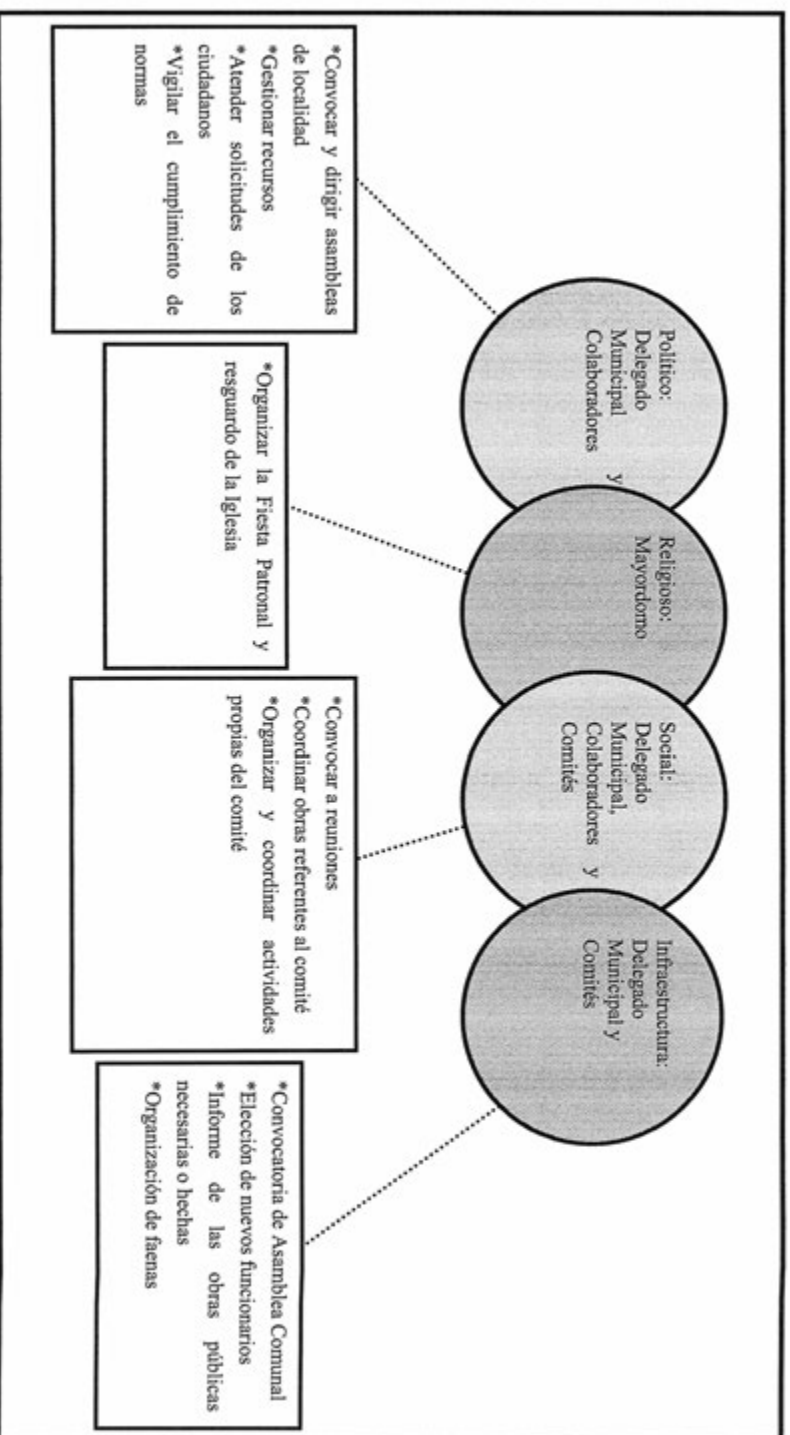 Político:
Delegado
Municipal y
Colaboradores
Religioso:
Mayordomo
Social:
Delegado
Municipal,
Colaboradores y
Comités
Infraestructura:
Delegado
Municipal y
Comités
*Convocar y dirigir asambleas
de localidad
*Gestionar recursos
*Atender solicitudes de los
ciudadanos
*Vigilar el cumplimiento de
normas
*Organizar la Fiesta Patronal y
resguardo de la Iglesia
*Convocar a reuniones
*Coordinar obras referentes al comité
*Organizar y coordinar actividades
propias del comité
*Convocatoria de Asamblea Comunal
*Elección de nuevos funcionarios
*Informe de las obras públicas
necesarias o hechas
*Organización de faenas